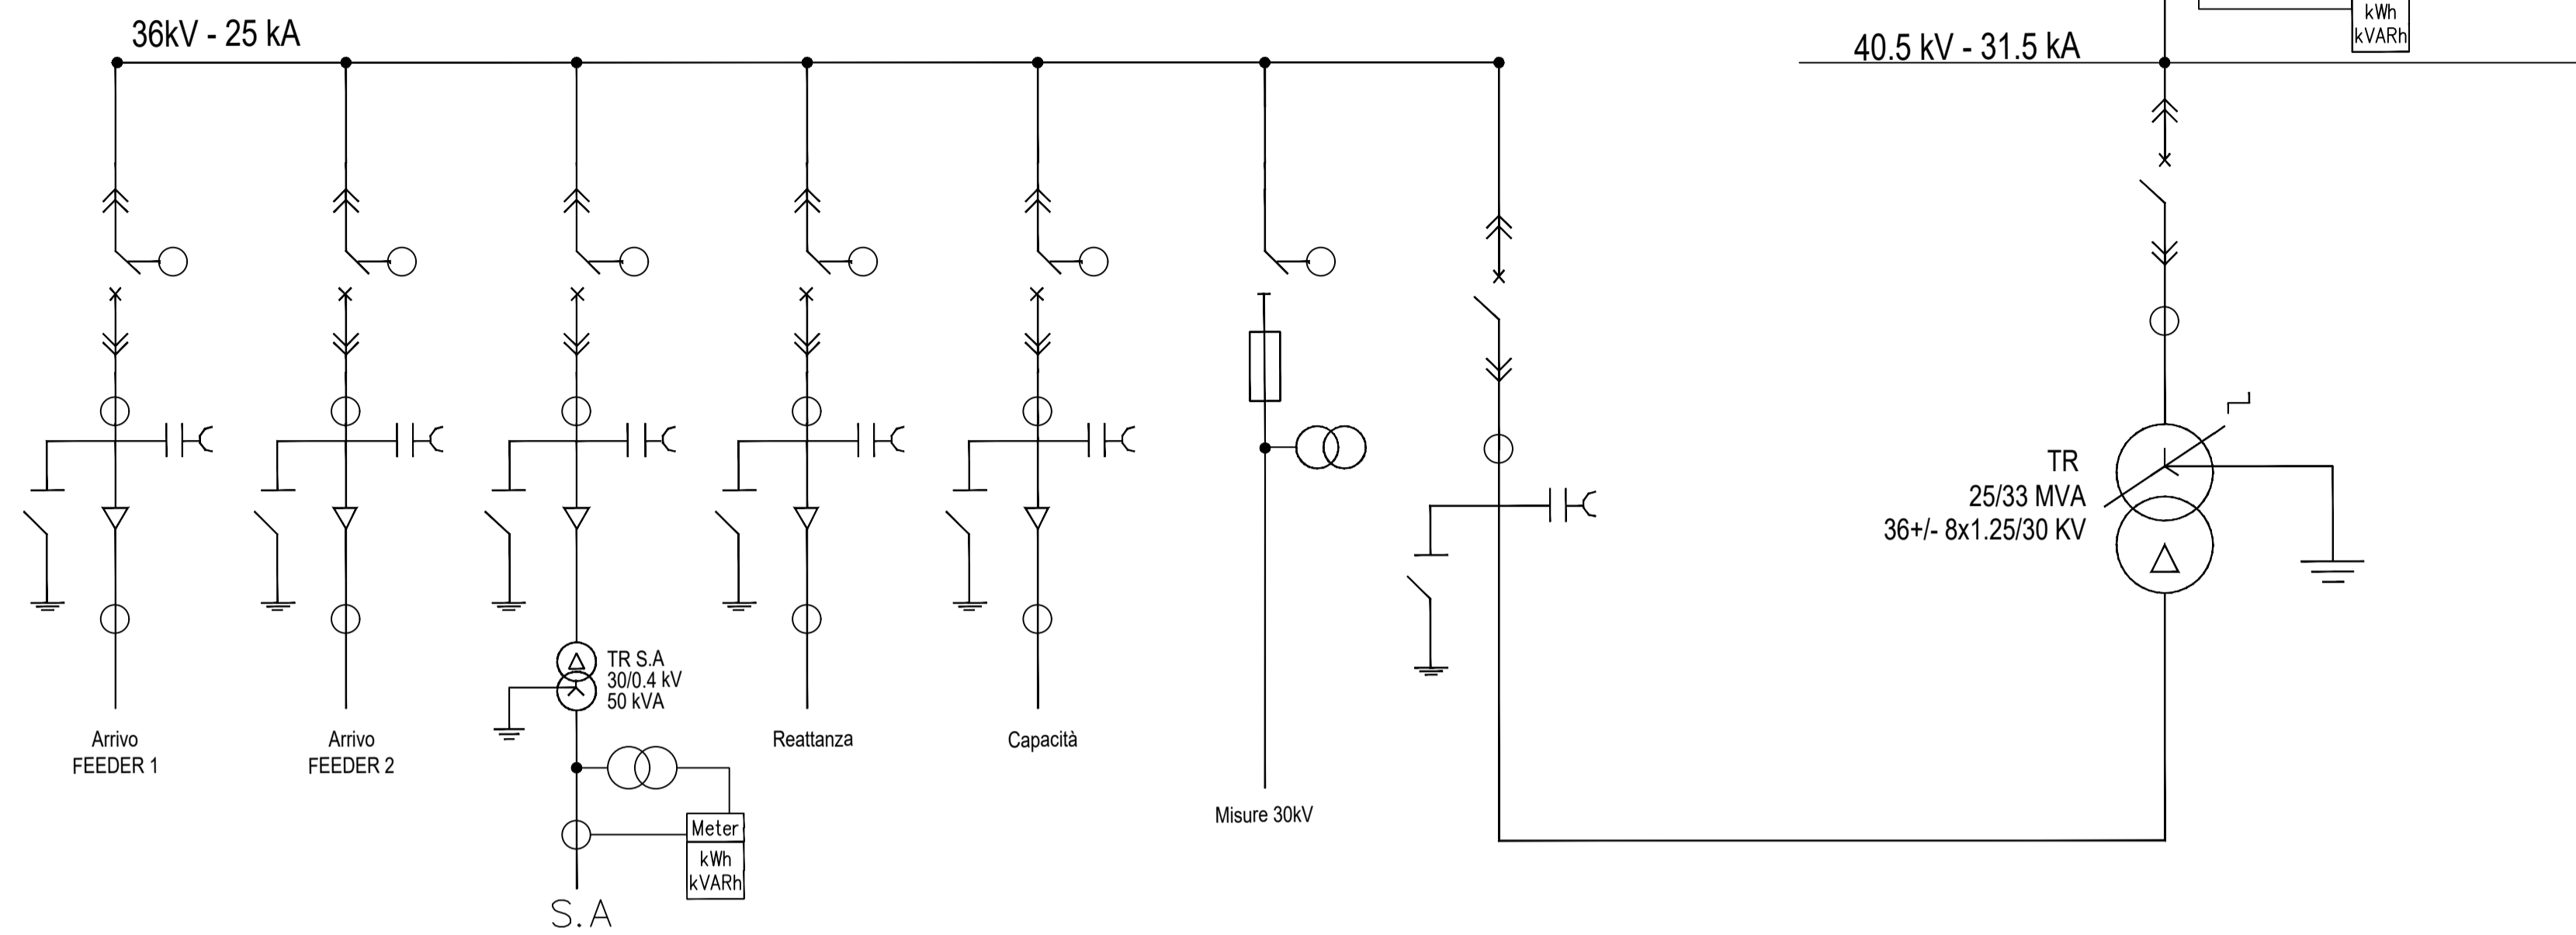 36kV - 25 kA
40.5 kV - 31.5 kA
kWh
kVARh
TR
25/33 MVA
36+/- 8x1.25/30 KV
TR S.A
30/0.4 kV
50 kVA
Arrivo
FEEDER 1
Arrivo
FEEDER 2
Reattanza
Capacità
Misure 30kV
Meter
kWh
kVARh
S.A